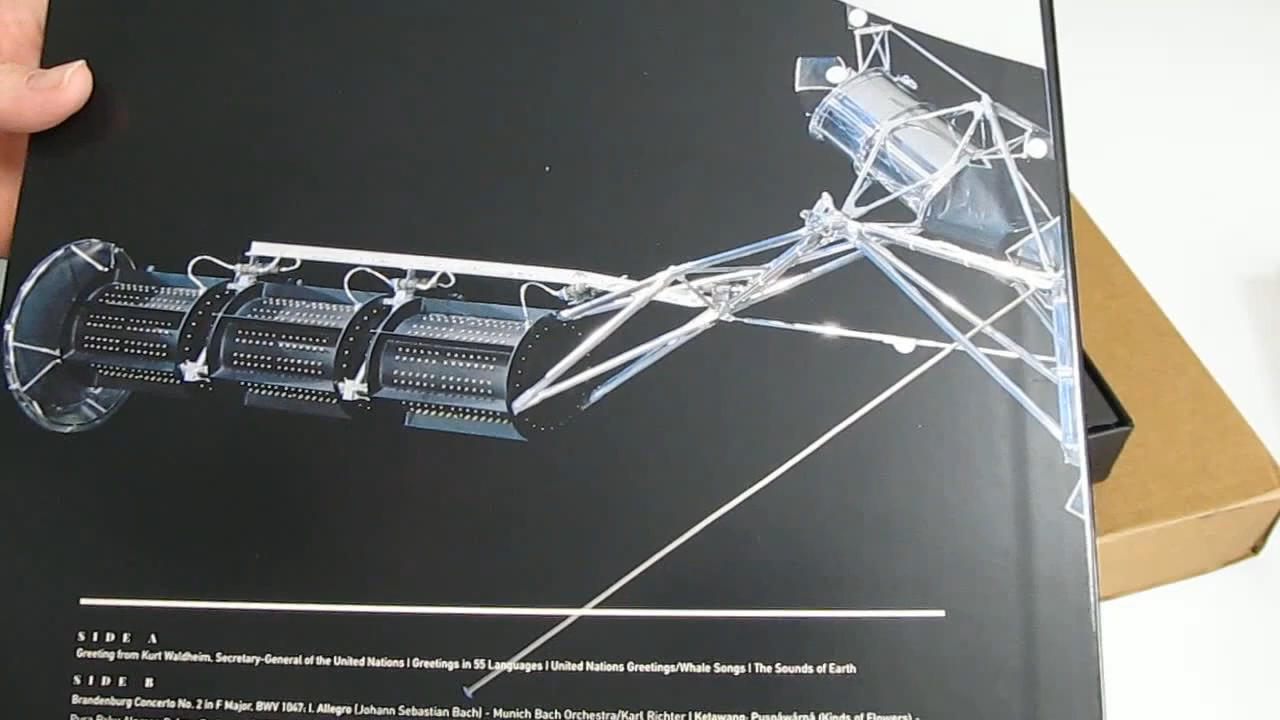 SIDE A
Greeting from Kurt Waldheim, Secretary-General of the United Nations | Greetings in 55 Languages | United Nations Greetings/Whale Songs | The Sounds of Earth
SIDE B
Brandenburg Concerto No. 2 in F Major, BWV 1047: I. Allegro (Johann Sebastian Bach) - Munich Bach Orchestra/Karl Richter | Ketawang: Puspåwårnå (Kinds of Flowers) -